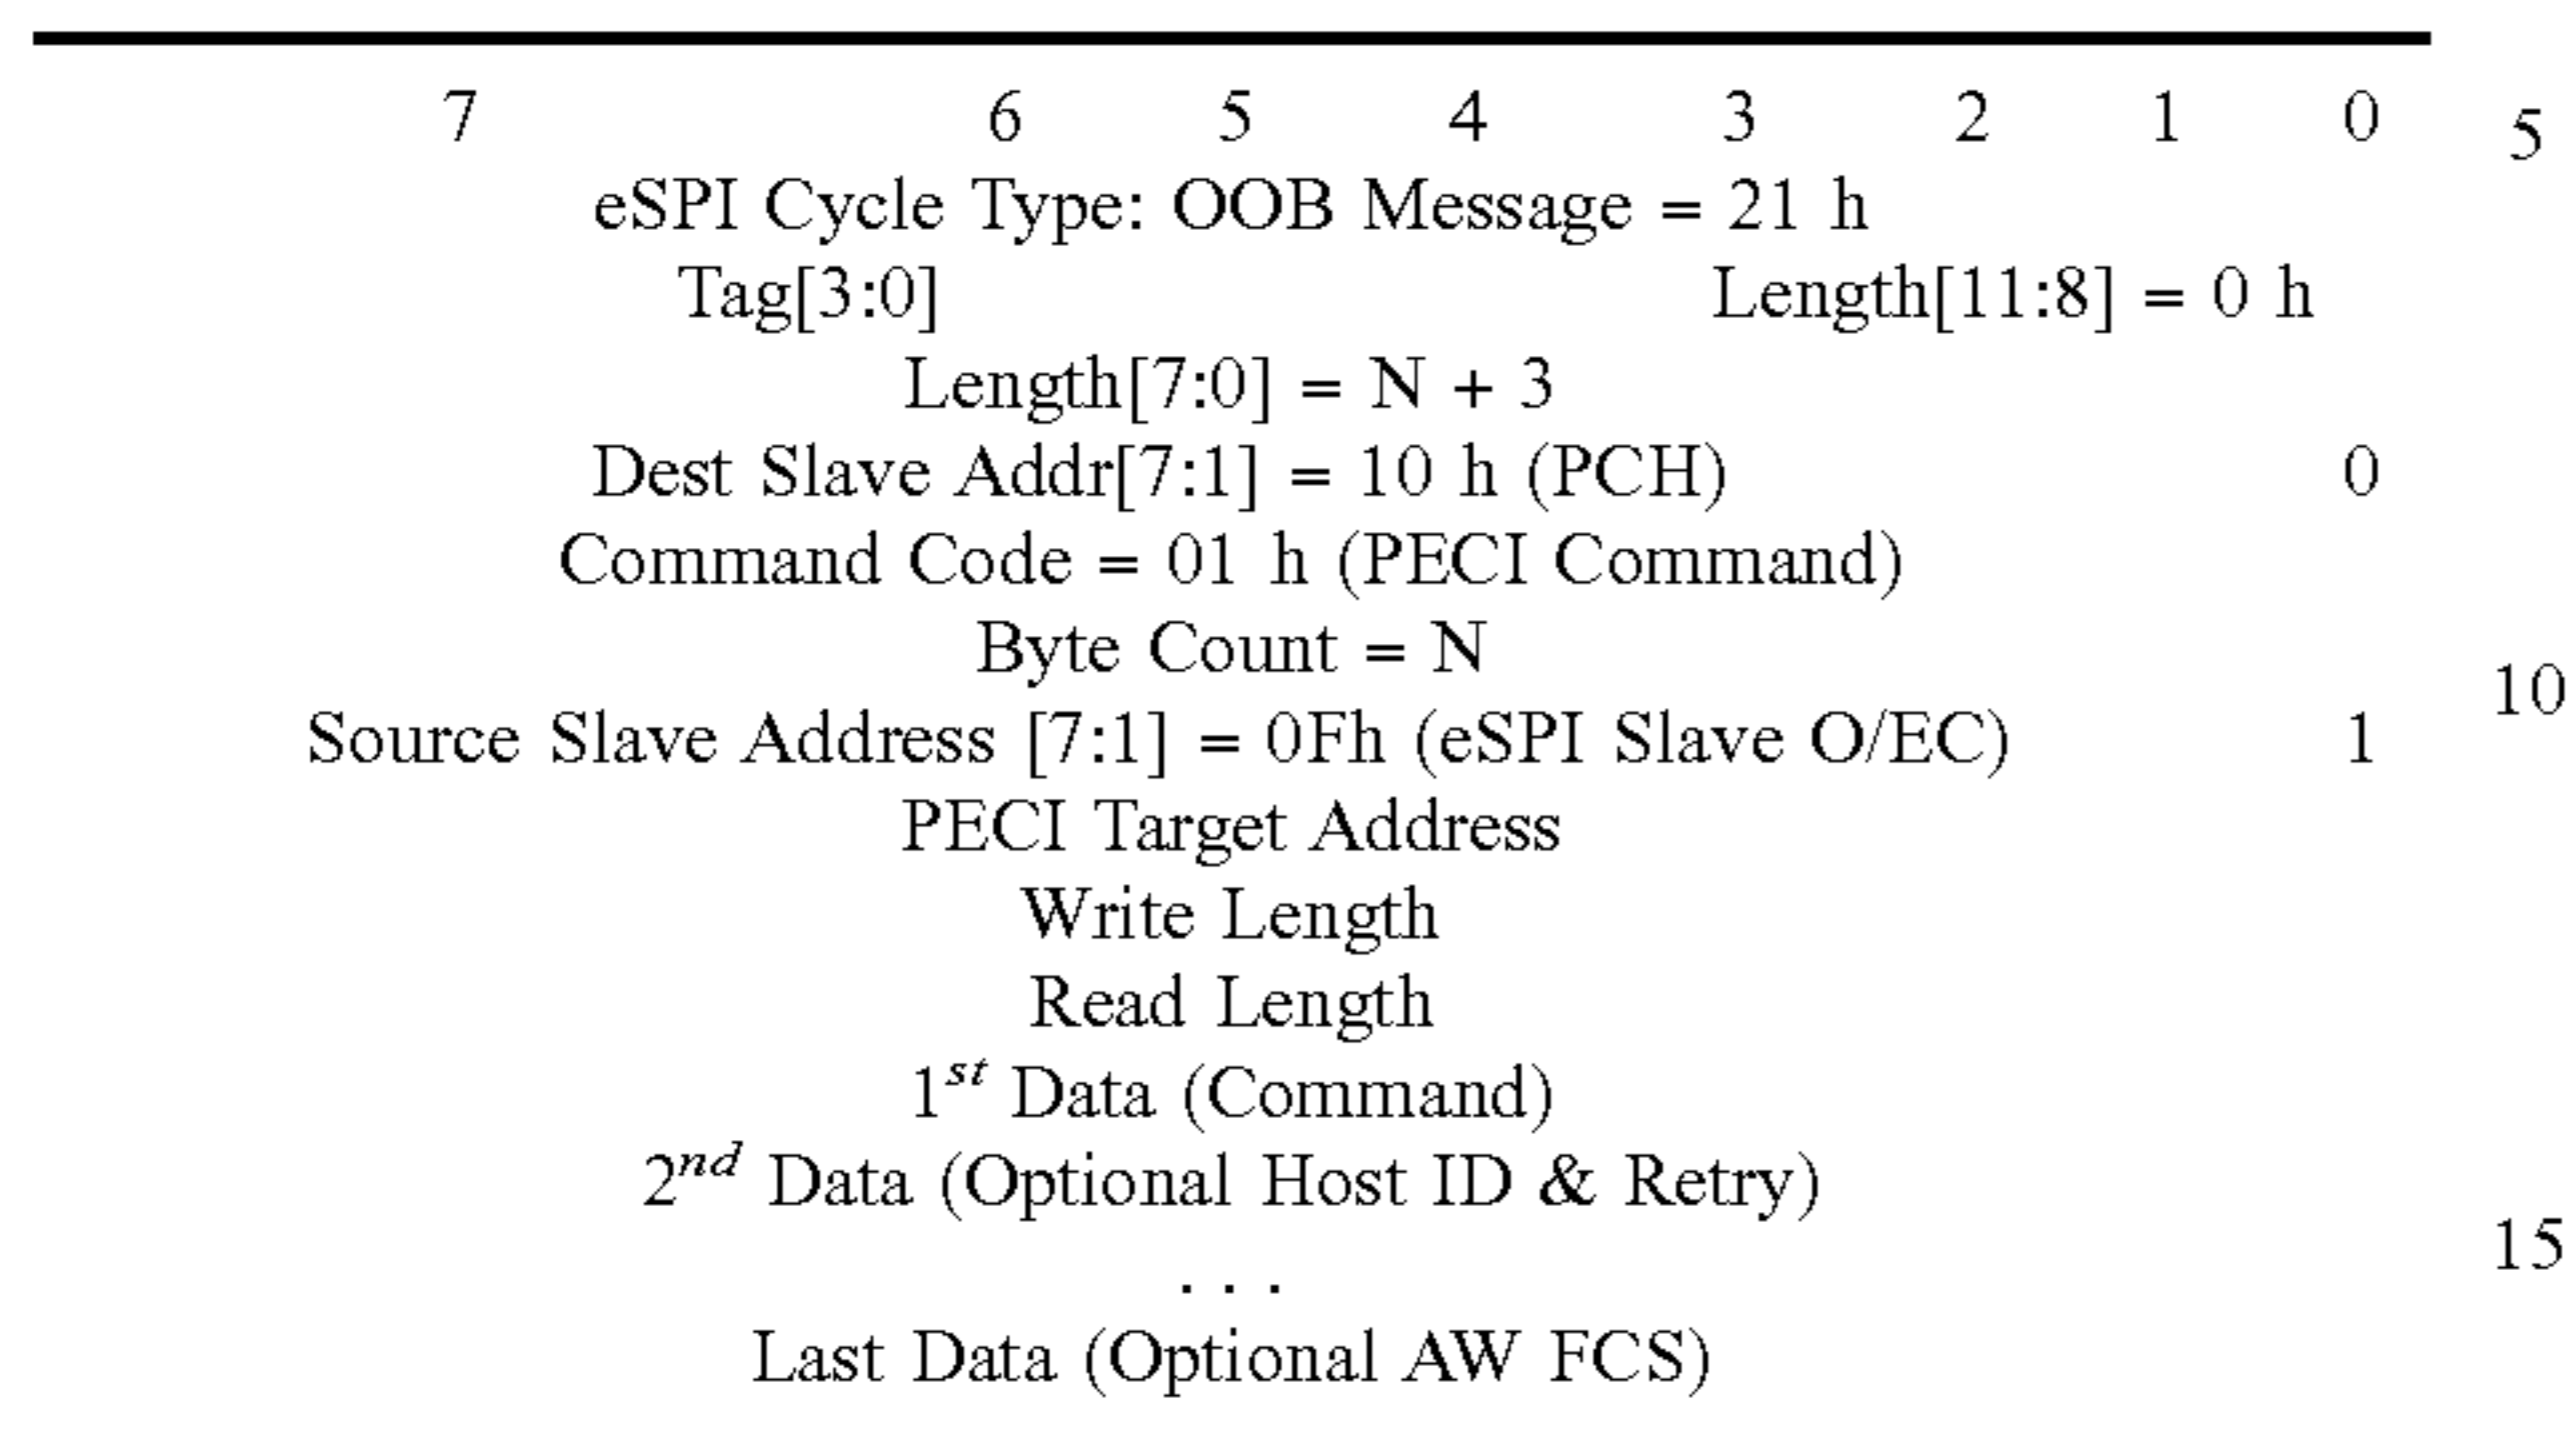 7 6 5 4 3 2 1 0 5
eSPI Cycle Type: OOB Message = 21 h
Tag[3:0] Length[11:8] = 0 h
Length[7:0] = N + 3
Dest Slave Addr[7:1] = 10 h (PCH) 0
Command Code = 01 h (PECI Command)
Byte Count = N
10
Source Slave Address [7:1] = 0Fh (eSPI Slave O/EC) 1
PECI Target Address
Write Length
Read Length
1st Data (Command)
2nd Data (Optional Host ID & Retry)
15
. . .
Last Data (Optional AW FCS)